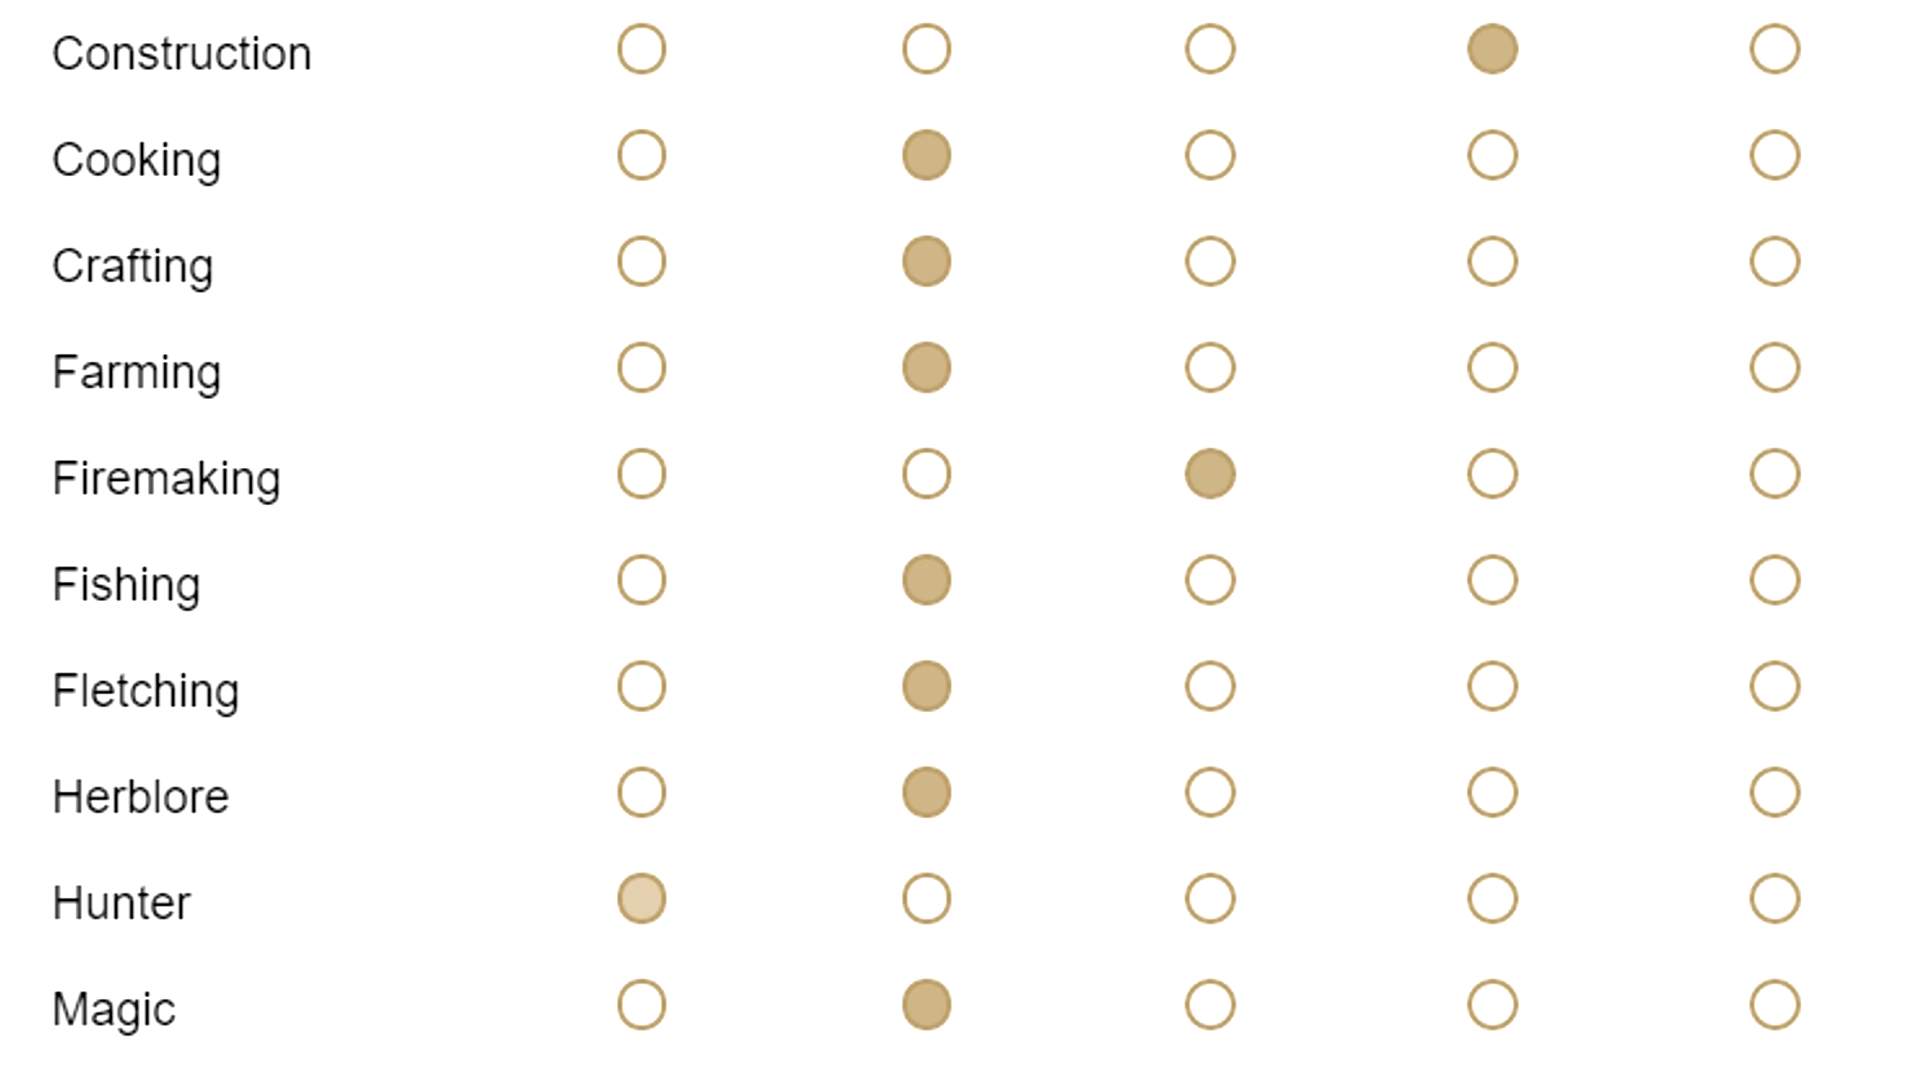 Construction
Cooking
Crafting
Farming
Firemaking
Fishing
Fletching
Herblore
Hunter
Magic